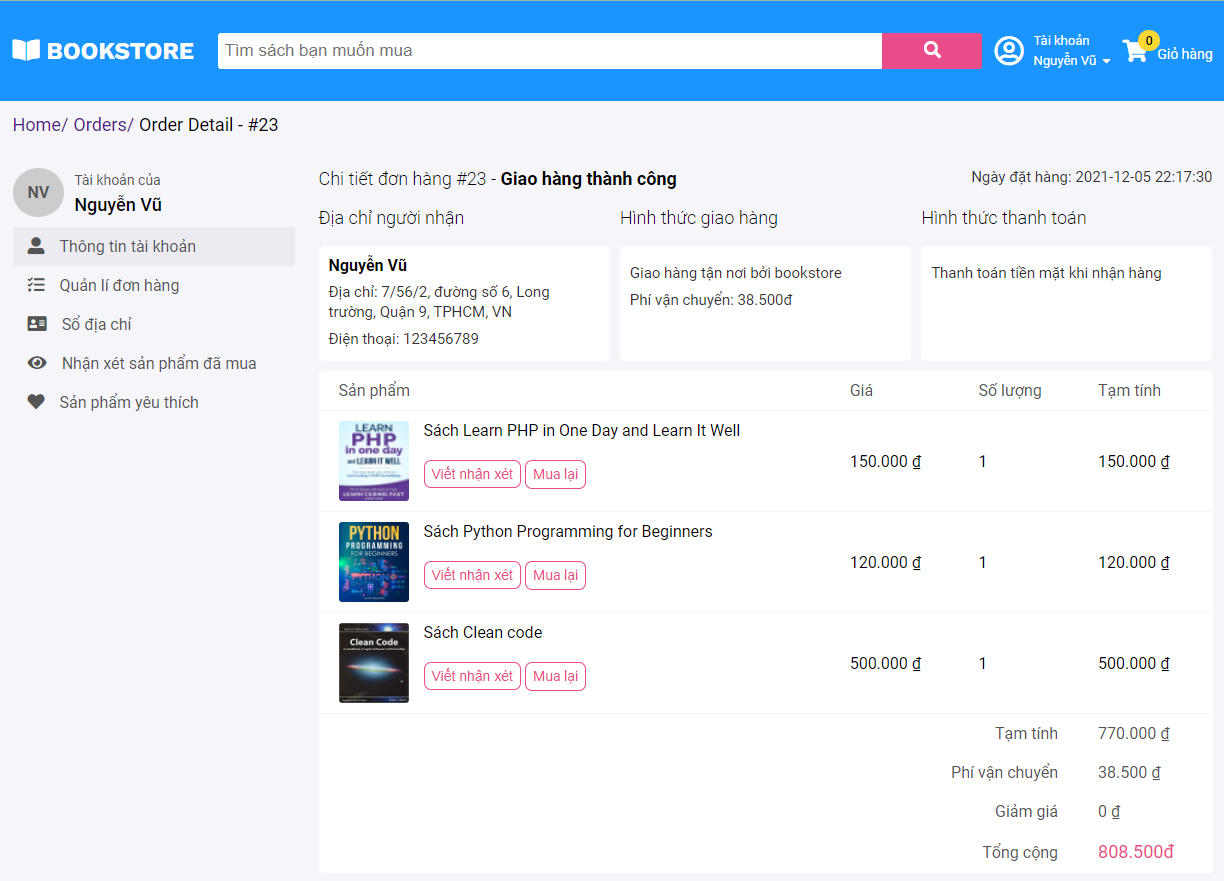 BOOKSTORE
Tìm sách bạn muốn mua
Tài khoản
Nguyễn Vũ
0
Giỏ hàng
Home/ Orders/ Order Detail - #23
NV
Tài khoản của
Nguyễn Vũ
Thông tin tài khoản
Quản lí đơn hàng
Sổ địa chỉ
Nhận xét sản phẩm đã mua
Sản phẩm yêu thích
Chi tiết đơn hàng #23 - Giao hàng thành công
Ngày đặt hàng: 2021-12-05 22:17:30
Địa chỉ người nhận
Hình thức giao hàng
Hình thức thanh toán
Nguyễn Vũ
Địa chỉ: 7/56/2, đường số 6, Long
trường, Quận 9, TPHCM, VN
Điện thoại: 123456789
Giao hàng tận nơi bởi bookstore
Phí vận chuyển: 38.500đ
Thanh toán tiền mặt khi nhận hàng
Sản phẩm Giá Số lượng Tạm tính
LEARN
PHP
in one day
and LEARN IT WELL
LEARN CODING FAST
Sách Learn PHP in One Day and Learn It Well
Viết nhận xét Mua lại
150.000 ₫ 1 150.000 ₫
PYTHON
PROGRAMMING
FOR BEGINNERS
Sách Python Programming for Beginners
Viết nhận xét Mua lại
120.000 ₫ 1 120.000 ₫
Clean Code
Sách Clean code
Viết nhận xét Mua lại
500.000 ₫ 1 500.000 ₫
Tạm tính 770.000 ₫
Phí vận chuyển 38.500 ₫
Giảm giá 0 ₫
Tổng cộng 808.500đ